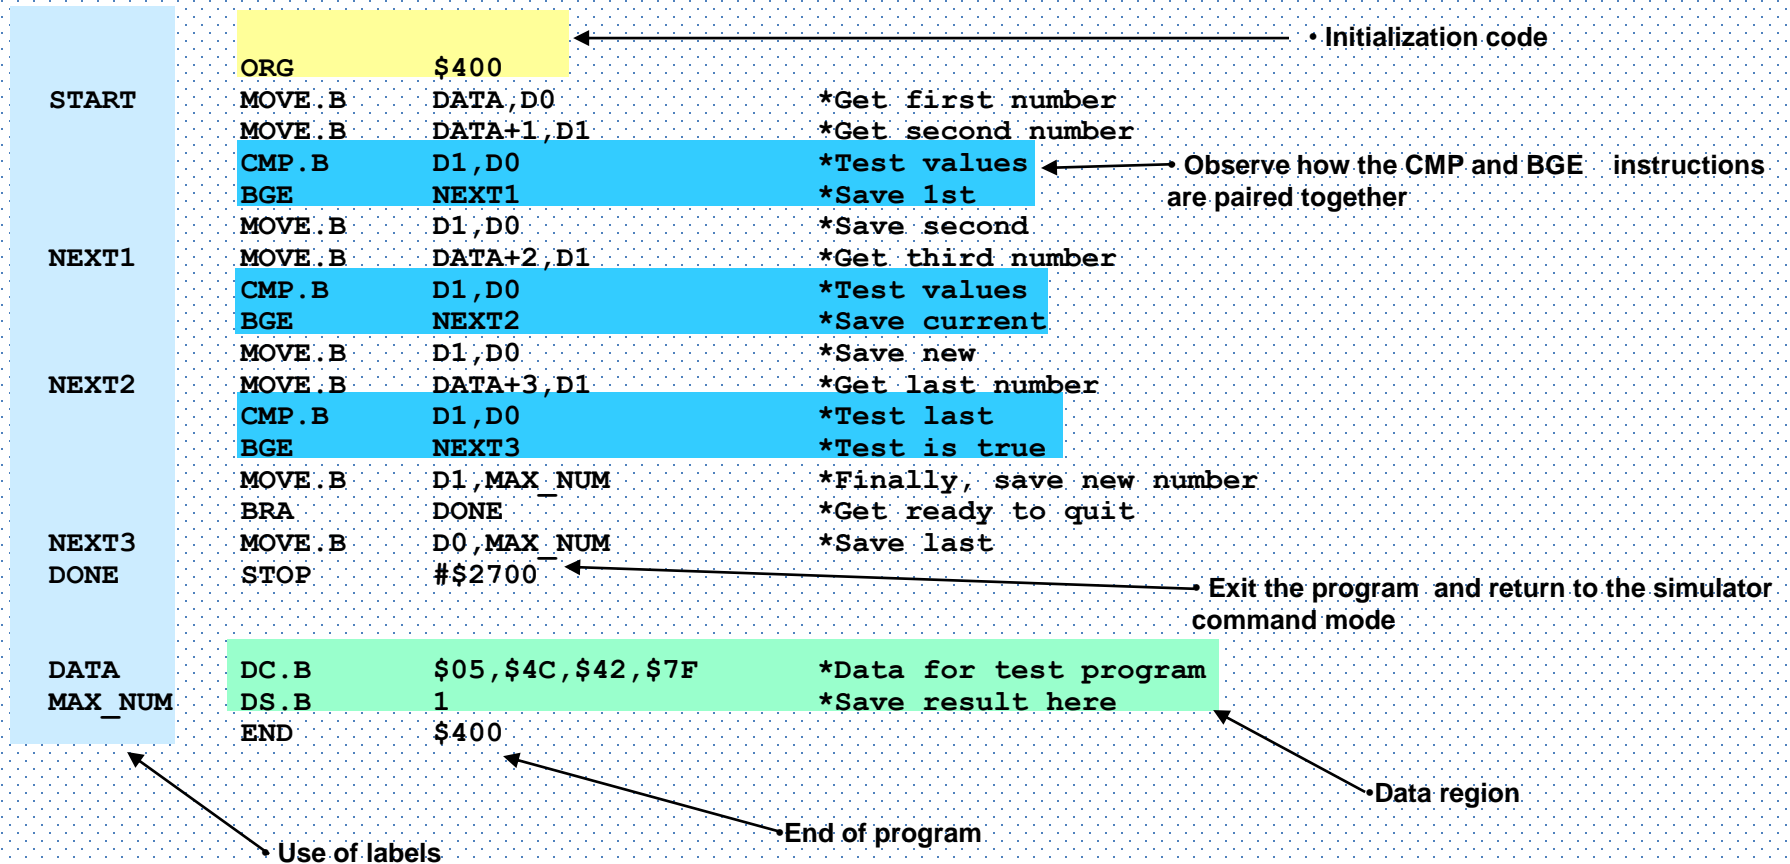 • Initialization code
ORG $400
START MOVE.B DATA,D0 *Get first number
MOVE.B DATA+1,D1 *Get second number
CMP.B D1,D0 *Test values
• Observe how the CMP and BGE instructions
are paired together
BGE NEXT1 *Save 1st
MOVE.B D1,D0 *Save second
NEXT1 MOVE.B DATA+2,D1 *Get third number
CMP.B D1,D0 *Test values
BGE NEXT2 *Save current
MOVE.B D1,D0 *Save new
NEXT2 MOVE.B DATA+3,D1 *Get last number
CMP.B D1,D0 *Test last
BGE NEXT3 *Test is true
MOVE.B D1,MAX_NUM *Finally, save new number
BRA DONE *Get ready to quit
NEXT3 MOVE.B D0,MAX_NUM *Save last
DONE STOP #$2700
• Exit the program and return to the simulator
command mode
DATA DC.B $05,$4C,$42,$7F *Data for test program
MAX_NUM DS.B 1 *Save result here
END $400
•Data region
•End of program
• Use of labels